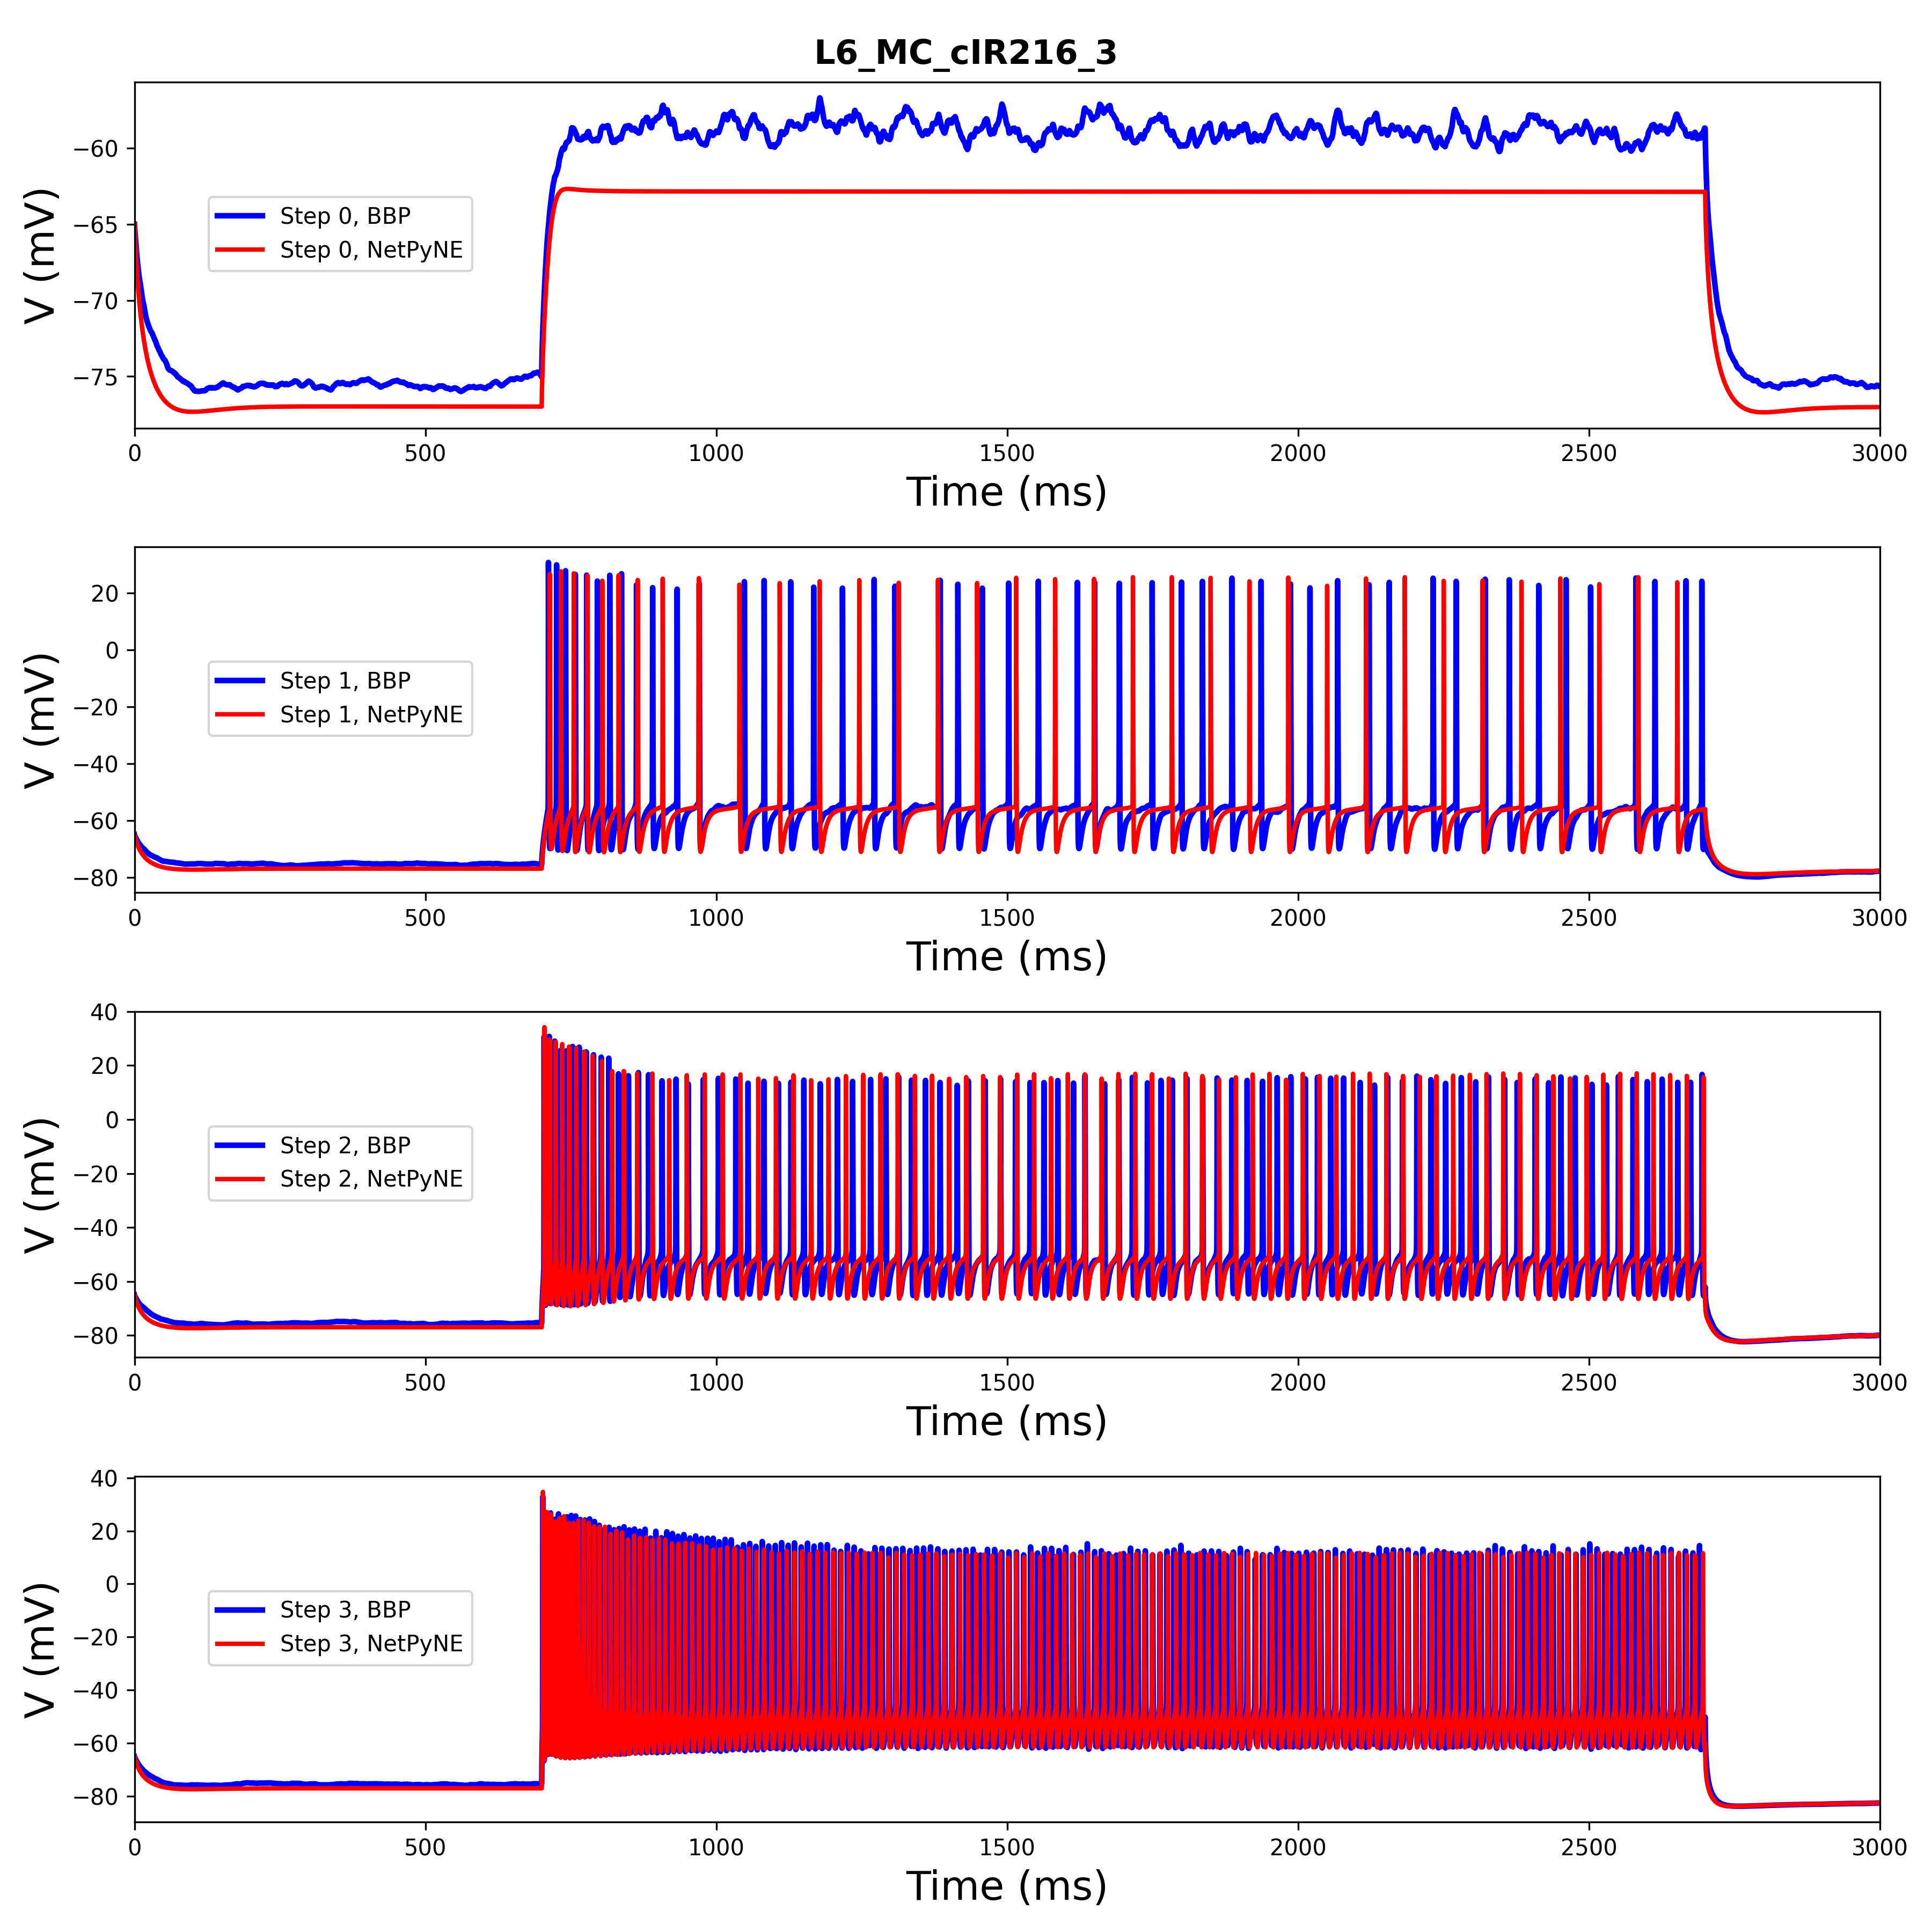 L6_MC_cIR216_3
V (mV)
−60
−65
−70
−75
Step 0, BBP
Step 0, NetPyNE
0 500 1000 1500 2000 2500 3000
Time (ms)
V (mV)
20
0
−20
−40
−60
−80
Step 1, BBP
Step 1, NetPyNE
0 500 1000 1500 2000 2500 3000
Time (ms)
V (mV)
40
20
0
−20
−40
−60
−80
Step 2, BBP
Step 2, NetPyNE
0 500 1000 1500 2000 2500 3000
Time (ms)
V (mV)
40
20
0
−20
−40
−60
−80
Step 3, BBP
Step 3, NetPyNE
0 500 1000 1500 2000 2500 3000
Time (ms)